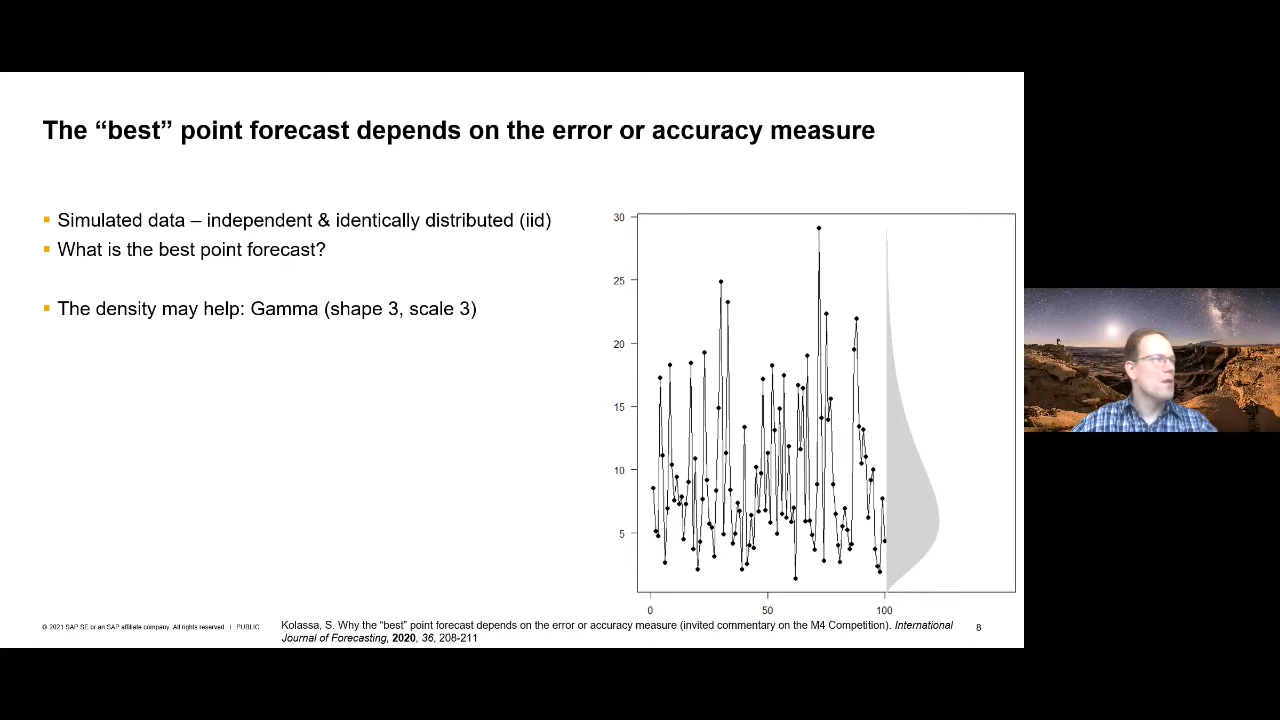 The “best” point forecast depends on the error or accuracy measure
Simulated data – independent & identically distributed (iid)
What is the best point forecast?
The density may help: Gamma (shape 3, scale 3)
30
25
20
15
10
5
0
50
100
© 2021 SAP SE or an SAP affiliate company. All rights reserved. I PUBLIC
Kolassa, S. Why the “best” point forecast depends on the error or accuracy measure (invited commentary on the M4 Competition). International
Journal of Forecasting, 2020, 36, 208-211
8